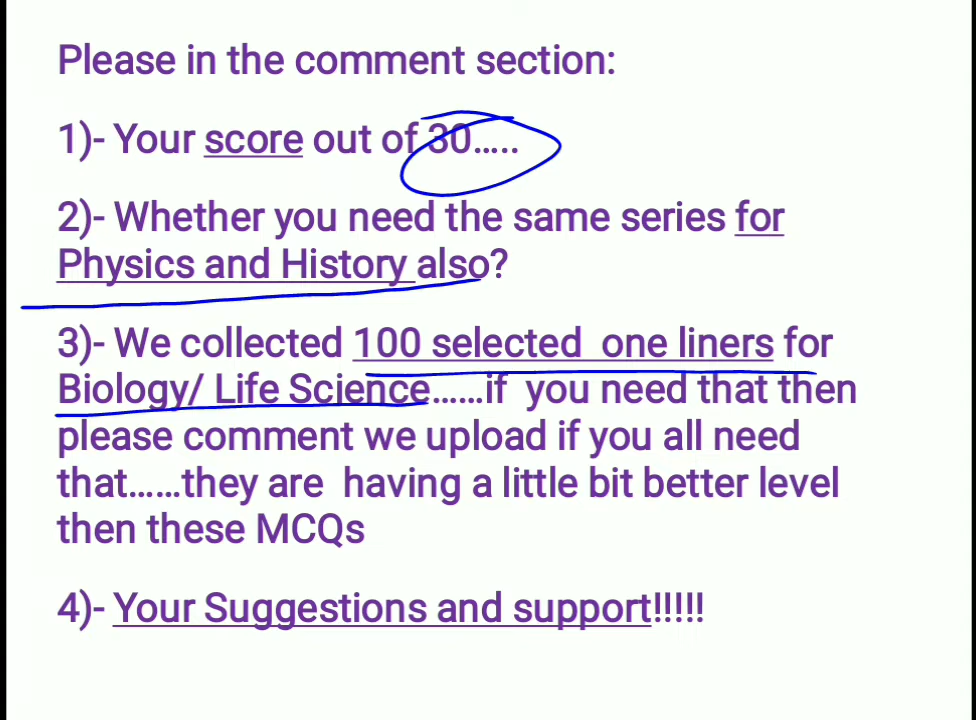 Please in the comment section:
1)- Your score out of 30.....
2)- Whether you need the same series for
Physics and History also?
3)- We collected 100 selected  one liners for
Biology/ Life Science......if  you need that then
please comment we upload if you all need
that......they are  having a little bit better level
then these MCQs
4)- Your Suggestions and support!!!!!